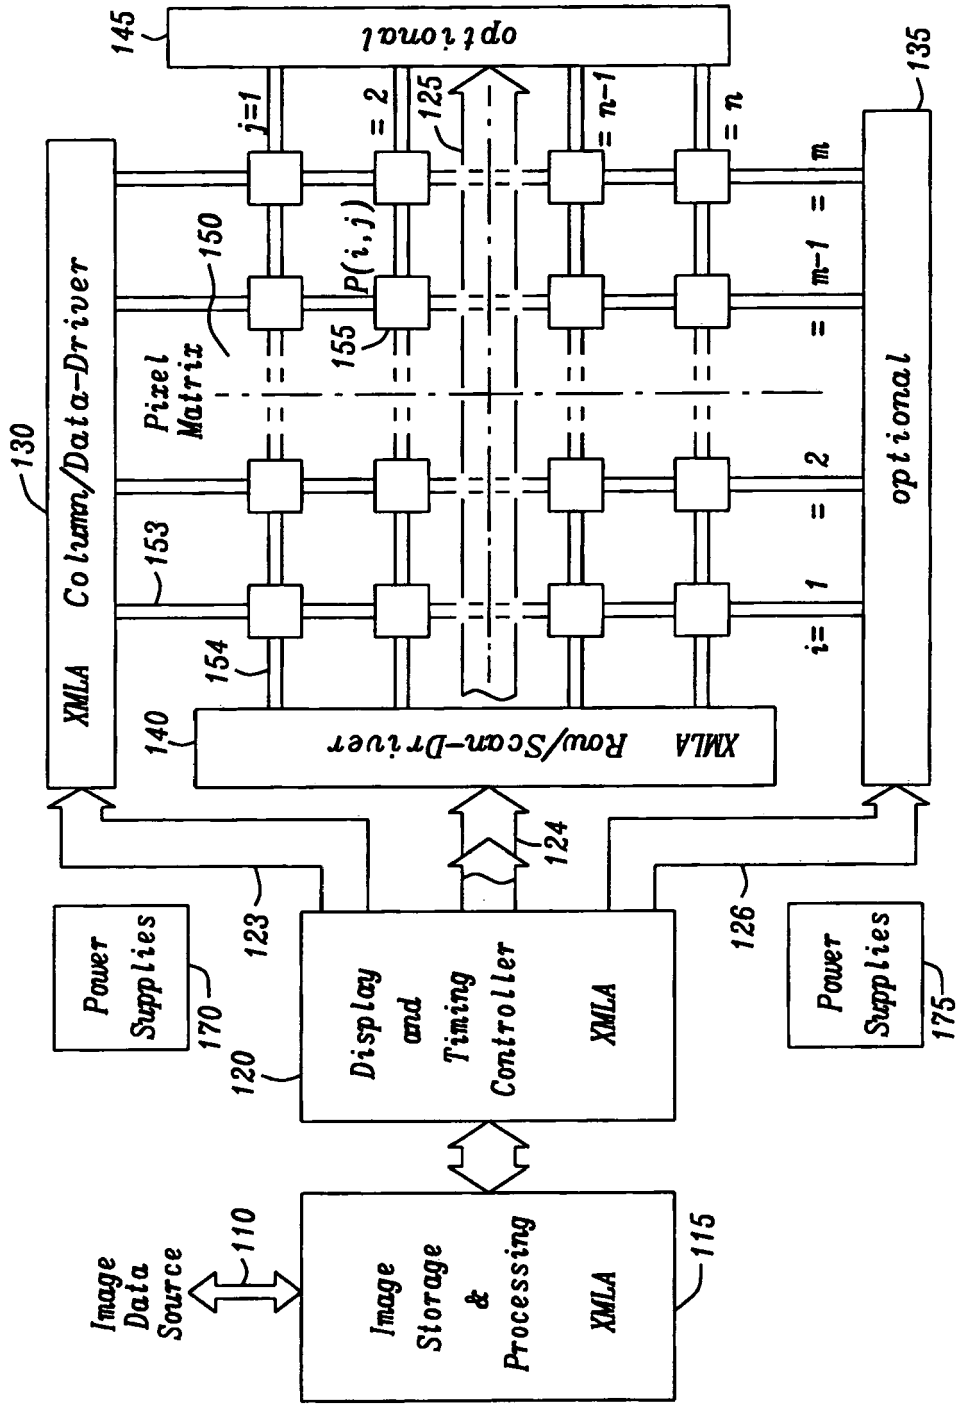 Image
Data
Source
110
Image
Storage
&
Processing
XMLA
115
120
Display
and
Timing
Controller
XMLA
Power
Supplies
170
Power
Supplies
175
123
124
126
130
XMLA Column/Data-Driver
140
Row/Scan-Driver
XMLA
153
154
Pixel
Matrix
150
155
P(i,j)
125
145
optional
j=1
= 2
= n-1
= n
i= 1
= 2
= m-1
= m
optional
135